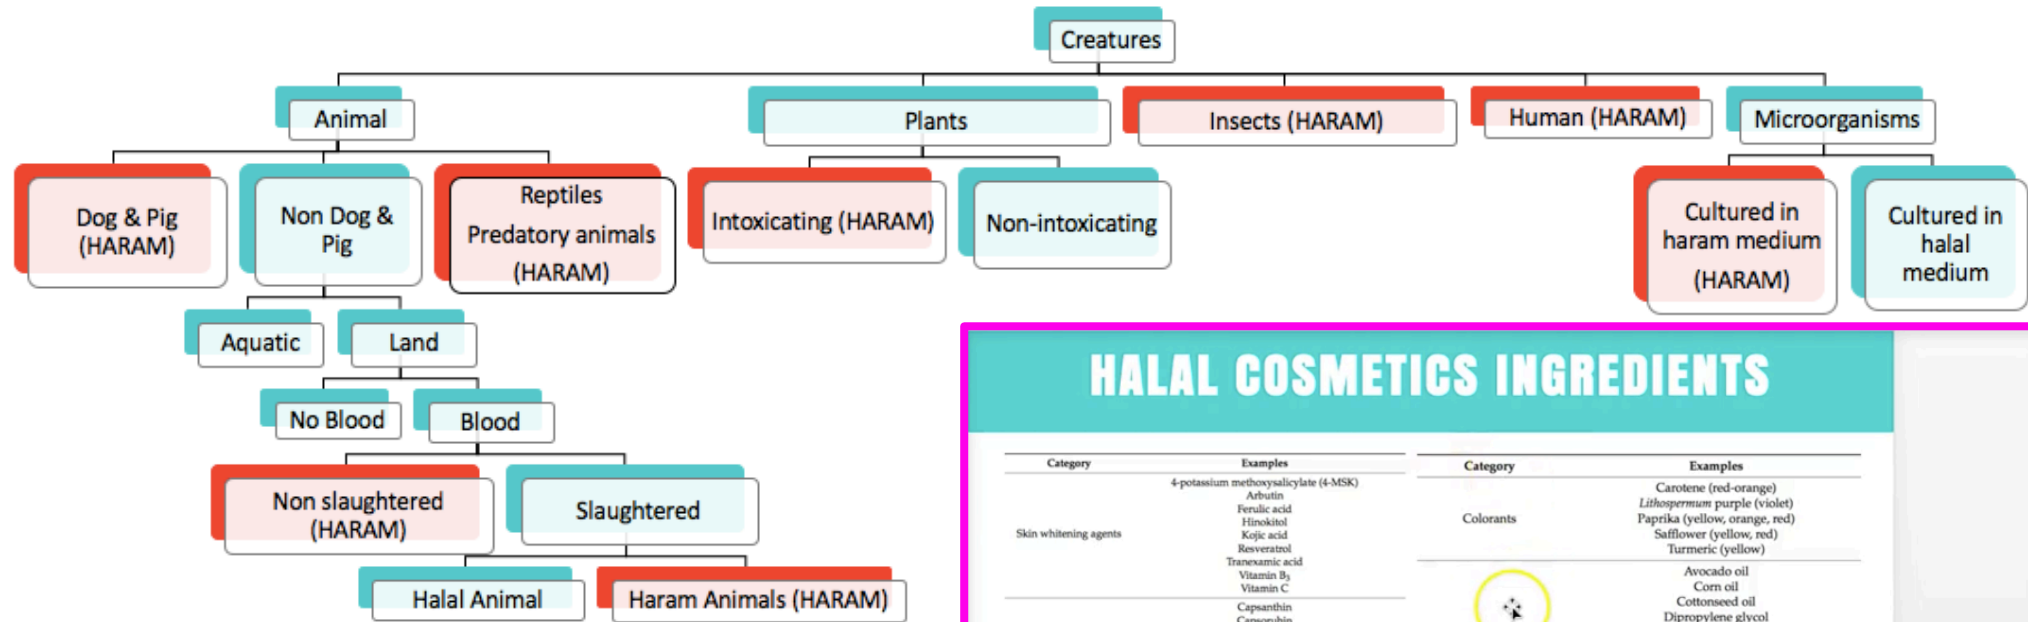 Creatures
Animal
Plants
Insects (HARAM)
Human (HARAM)
Microorganisms
Dog & Pig
(HARAM)
Non Dog &
Pig
Reptiles
Predatory animals
(HARAM)
Intoxicating (HARAM)
Non-intoxicating
Cultured in
haram medium
(HARAM)
Cultured in
halal
medium
Aquatic
Land
No Blood
Blood
Non slaughtered
(HARAM)
Slaughtered
Halal Animal
Haram Animals (HARAM)
HALAL COSMETICS INGREDIENTS
Category Examples
Skin whitening agents
4-potassium methoxysalicylate (4-MSK)
Arbutin
Ferulic acid
Hinokitol
Kojic acid
Resveratrol
Tranexamic acid
Vitamin B3
Vitamin C
Capsanthin
Capsorubin
Category Examples
Colorants
Carotene (red-orange)
Lithospermum purple (violet)
Paprika (yellow, orange, red)
Safflower (yellow, red)
Turmeric (yellow)
Avocado oil
Corn oil
Cottonseed oil
Dipropylene glycol